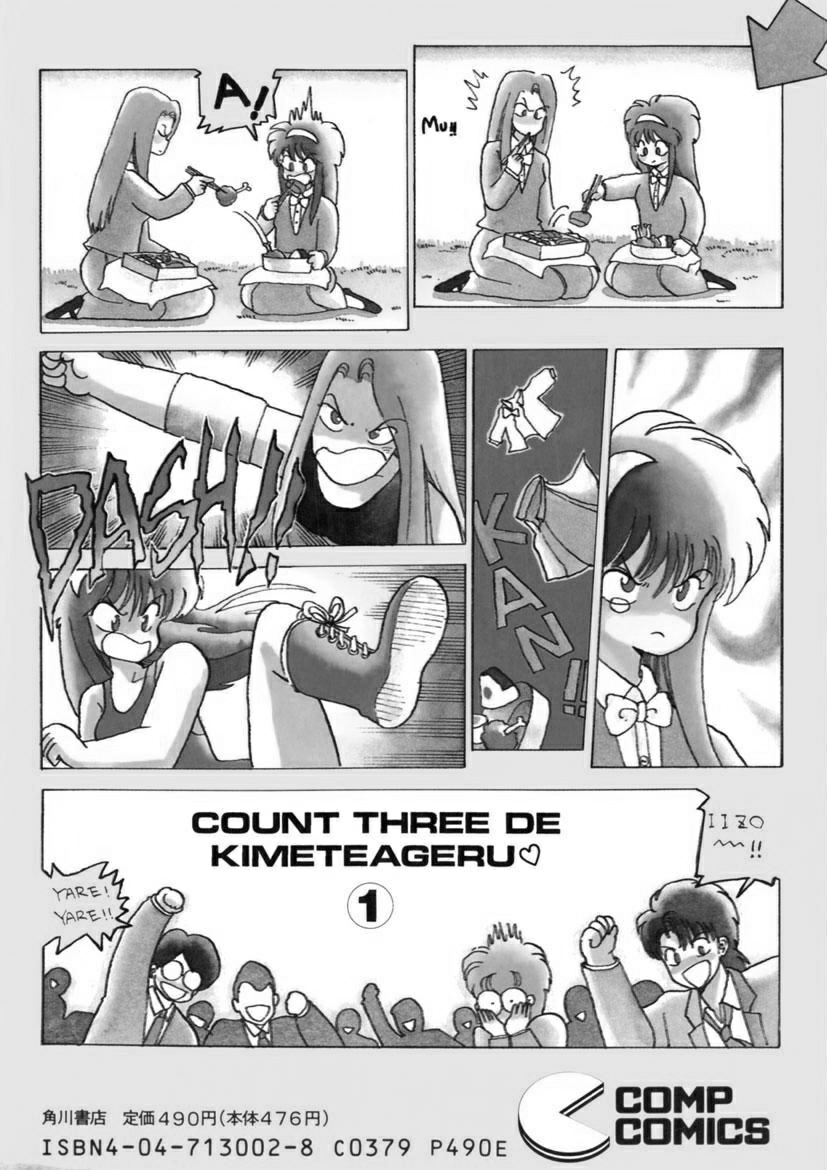 MU!!
A!
KAN!!
DASH!!
COUNT THREE DE
KIMETEAGERU♡
1
IIZO
!!
YARE!
YARE!!
角川書店 定価490円(本体476円)
ISBN4-04-713002-8 C0379 P490E
COMP
COMICS